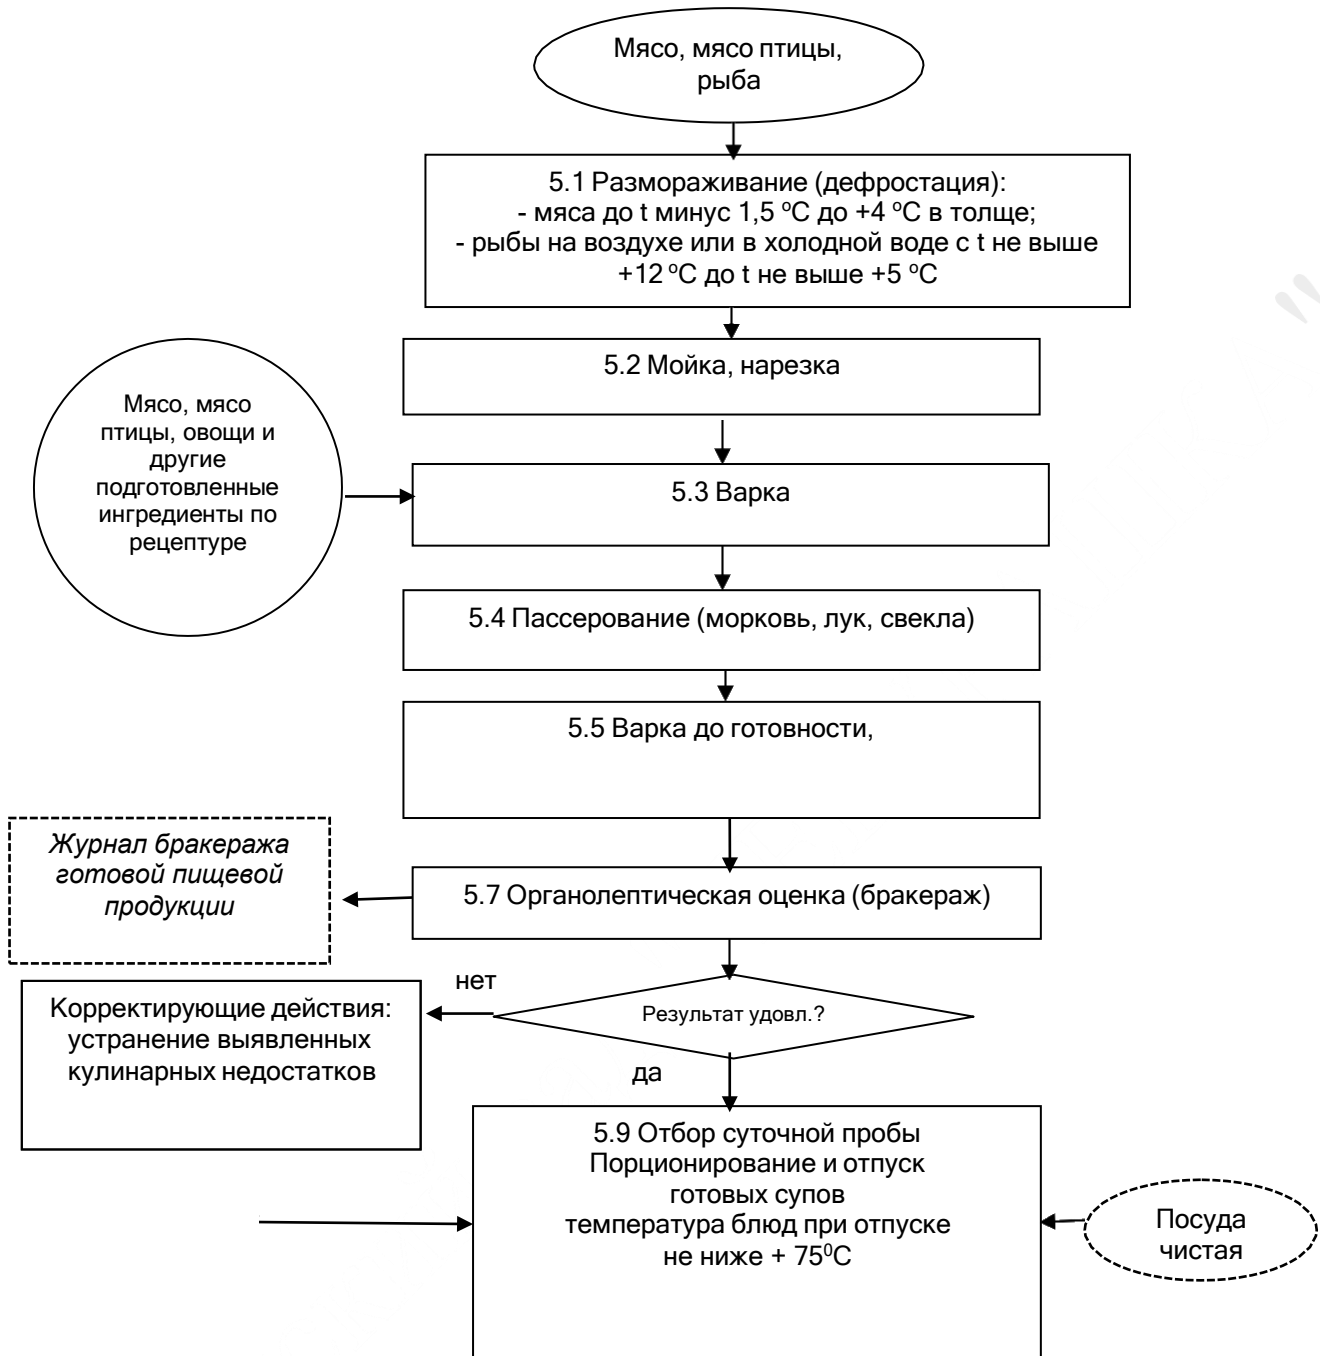 Мясо, мясо птицы,
рыба
5.1 Размораживание (дефростация):
- мяса до t минус 1,5 ºС до +4 ºС в толще;
- рыбы на воздухе или в холодной воде с t не выше
+12 ºС до t не выше +5 ºС
5.2 Мойка, нарезка
Мясо, мясо
птицы, овощи и
другие
подготовленные
ингредиенты по
рецептуре
5.3 Варка
5.4 Пассерование (морковь, лук, свекла)
5.5 Варка до готовности,
Журнал бракеража
готовой пищевой
продукции
5.7 Органолептическая оценка (бракераж)
нет
Результат удовл.?
Корректирующие действия:
устранение выявленных
кулинарных недостатков
да
5.9 Отбор суточной пробы
Порционирование и отпуск
готовых супов
температура блюд при отпуске
не ниже + 75⁰С
Посуда
чистая